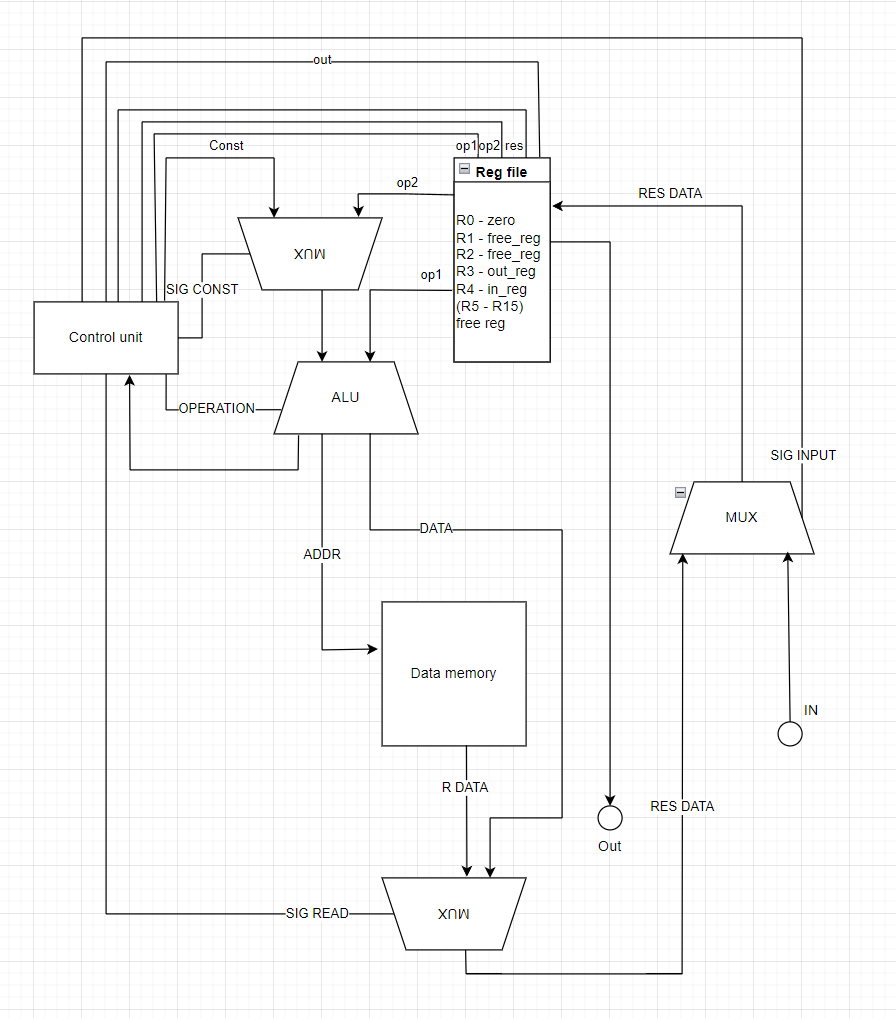 out
Const
op1
op2
res
Reg file
op2
RES DATA
R0 - zero
R1 - free_reg
R2 - free_reg
R3 - out_reg
R4 - in_reg
(R5 - R15)
free reg
MUX
op1
SIG CONST
Control unit
ALU
OPERATION
SIG INPUT
MUX
DATA
ADDR
Data memory
IN
R DATA
RES DATA
Out
MUX
SIG READ